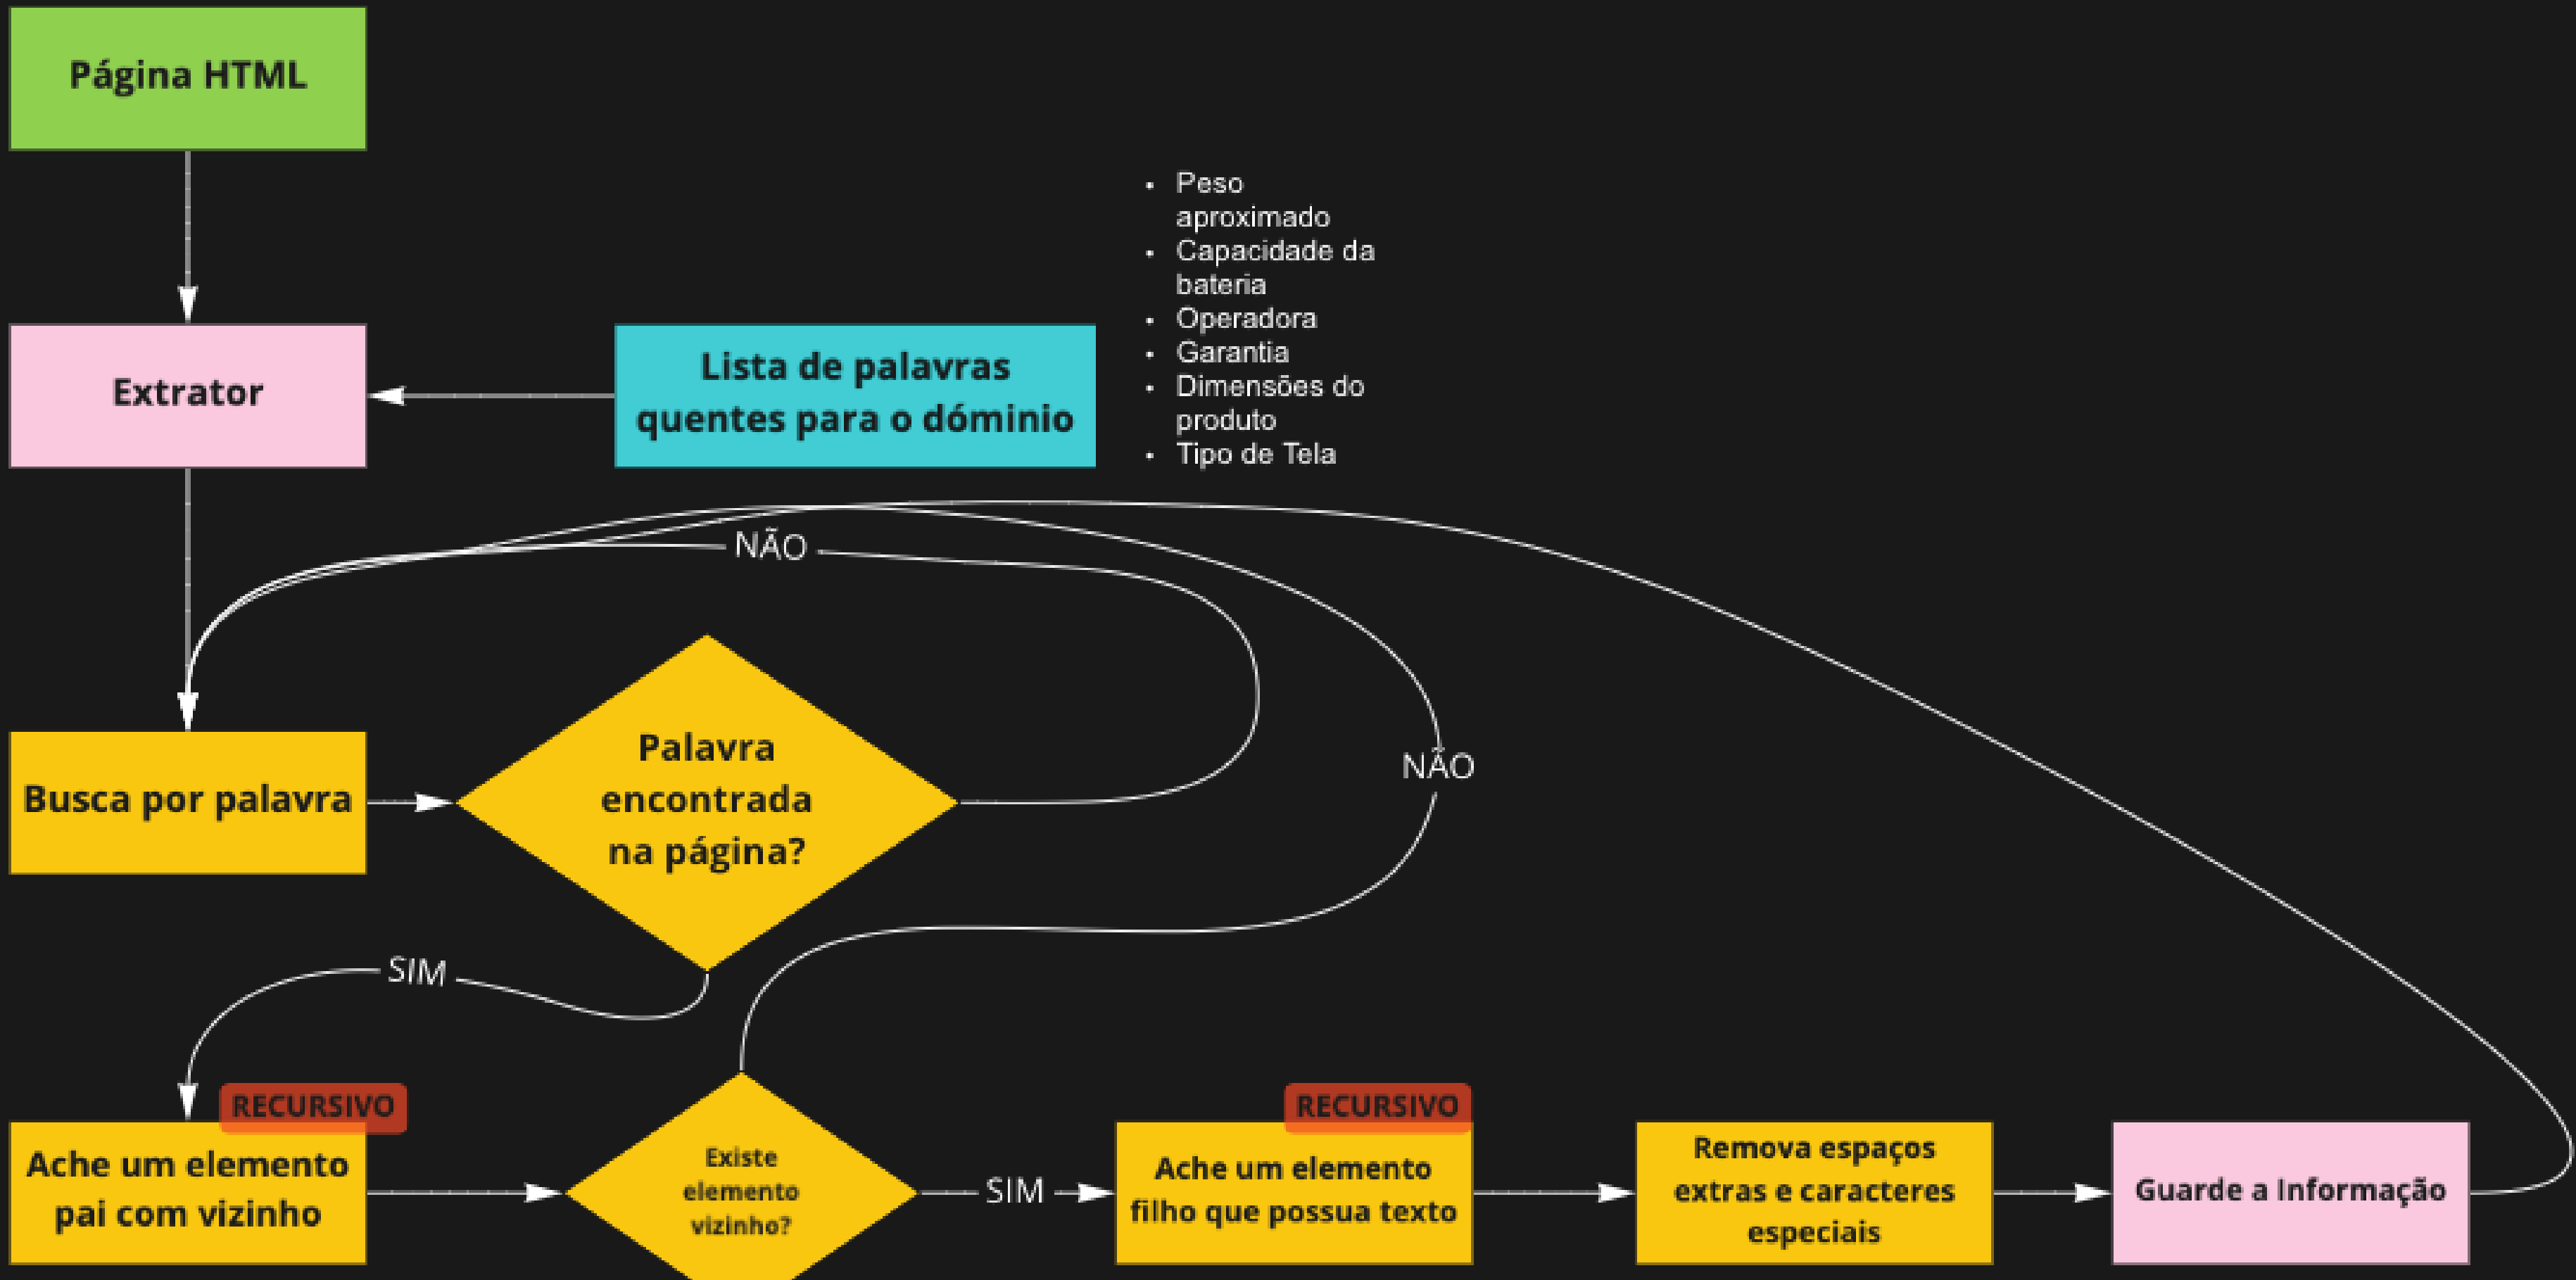 Página HTML
Peso
aproximado
Capacidade da
bateria
Operadora
Garantia
Dimensões do
produto
Tipo de Tela
Extrator
Lista de palavras
quentes para o dóminio
NÃO
Palavra
encontrada
na página?
Busca por palavra
NÃO
SIM
RECURSIVO
Ache um elemento
pai com vizinho
Existe
elemento
vizinho?
SIM
RECURSIVO
Ache um elemento
filho que possua texto
Remova espaços
extras e caracteres
especiais
Guarde a Informação